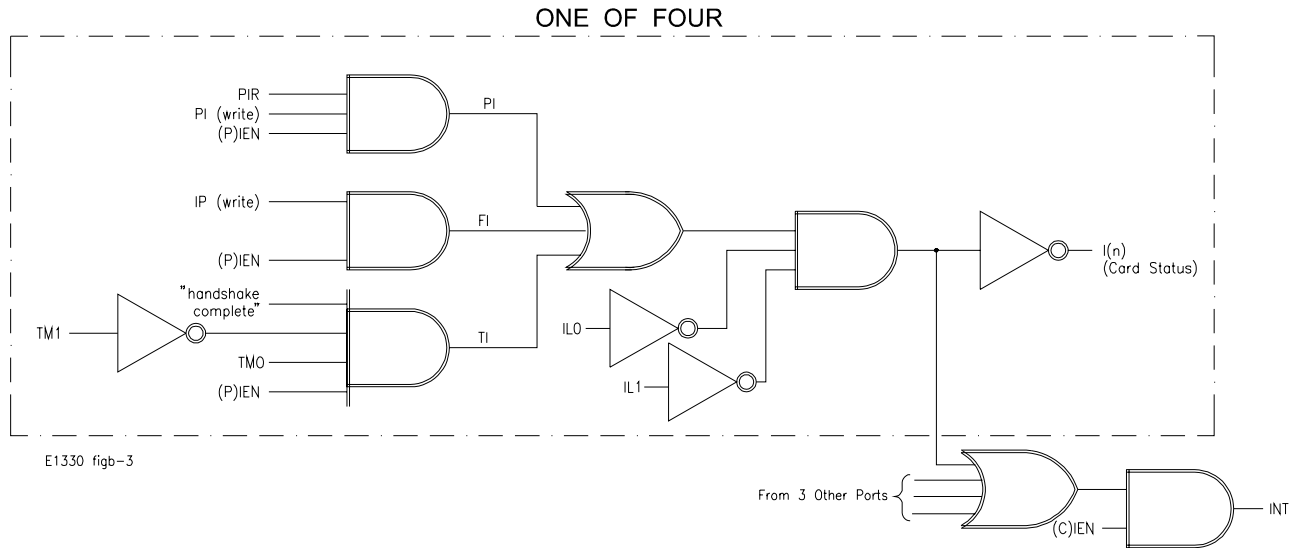 ONE OF FOUR
PIR
PI (write)
(P)IEN
PI
IP (write)
(P)IEN
FI
"handshake
complete"
TM1
TM0
(P)IEN
TI
IL0
IL1
I(n)
(Card Status)
E1330 figb-3
From 3 Other Ports
(C)IEN
INT